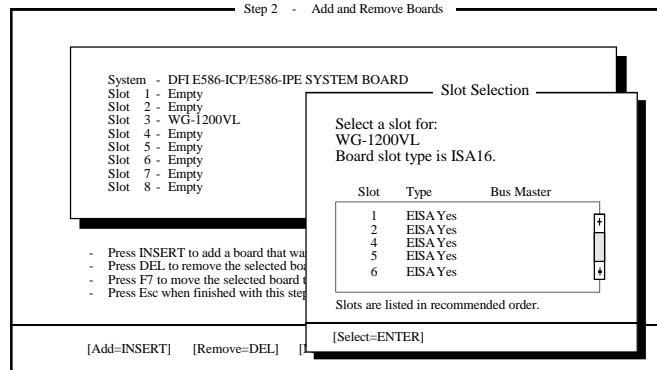 Step 2 - Add and Remove Boards
System - DFI E586-ICP/E586-IPE SYSTEM BOARD
Slot 1 - Empty
Slot 2 - Empty
Slot 3 - WG-1200VL
Slot 4 - Empty
Slot 5 - Empty
Slot 6 - Empty
Slot 7 - Empty
Slot 8 - Empty
- Press INSERT to add a board that wa
- Press DEL to remove the selected boa
- Press F7 to move the selected board t
- Press Esc when finished with this step
[Add=INSERT] [Remove=DEL]
Slot Selection
Select a slot for:
WG-1200VL
Board slot type is ISA16.
Slot Type Bus Master
1 EISA Yes
2 EISA Yes
4 EISA Yes
5 EISA Yes
6 EISA Yes
Slots are listed in recommended order.
[Select=ENTER]